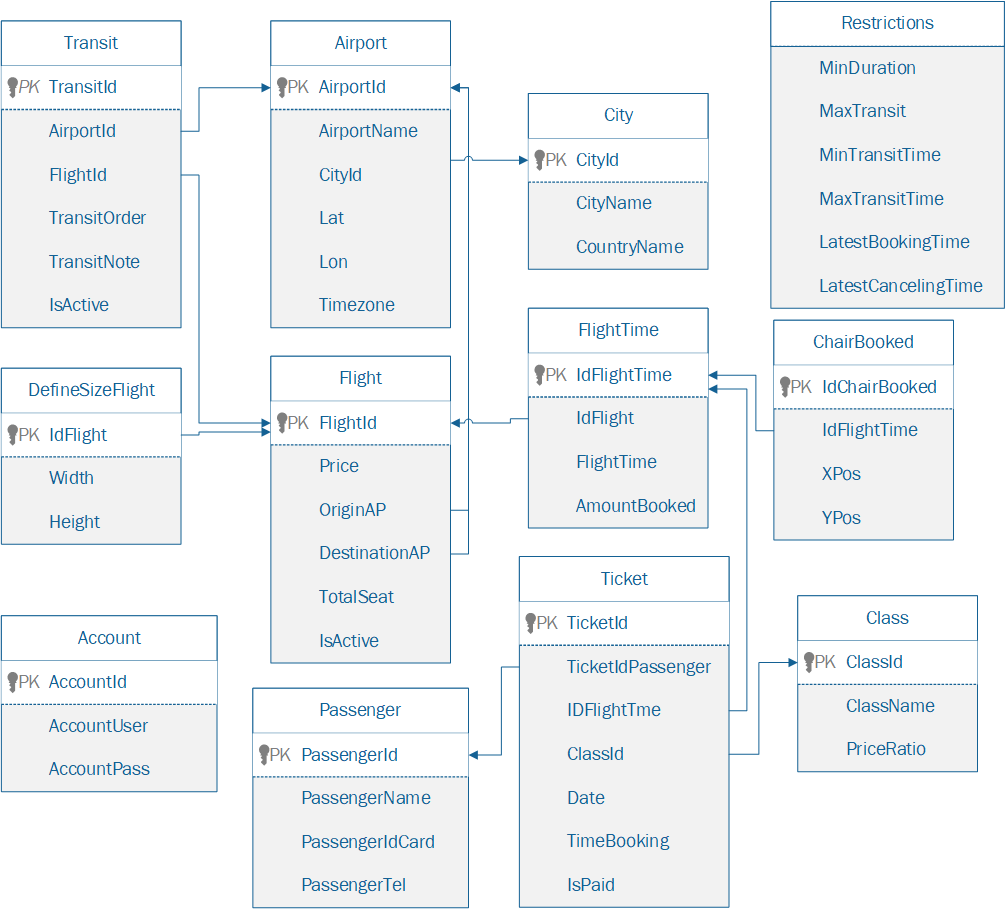 Transit
PK TransitId
AirportId
FlightId
TransitOrder
TransitNote
IsActive
Airport
PK AirportId
AirportName
CityId
Lat
Lon
Timezone
City
PK CityId
CityName
CountryName
Restrictions
MinDuration
MaxTransit
MinTransitTime
MaxTransitTime
LatestBookingTime
LatestCancelingTime
DefineSizeFlight
PK IdFlight
Width
Height
Flight
PK FlightId
Price
OriginAP
DestinationAP
TotalSeat
IsActive
FlightTime
PK IdFlightTime
IdFlight
FlightTime
AmountBooked
ChairBooked
PK IdChairBooked
IdFlightTime
XPos
YPos
Account
PK AccountId
AccountUser
AccountPass
Passenger
PK PassengerId
PassengerName
PassengerIdCard
PassengerTel
Ticket
PK TicketId
TicketIdPassenger
IDFlightTme
ClassId
Date
TimeBooking
IsPaid
Class
PK ClassId
ClassName
PriceRatio